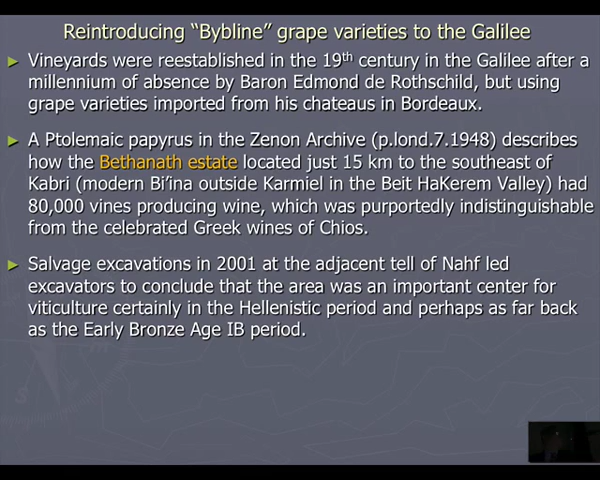 Reintroducing “Bybline” grape varieties to the Galilee
► Vineyards were reestablished in the 19th century in the Galilee after a
millennium of absence by Baron Edmond de Rothschild, but using
grape varieties imported from his chateaus in Bordeaux.
► A Ptolemaic papyrus in the Zenon Archive (p.lond.7.1948) describes
how the Bethanath estate located just 15 km to the southeast of
Kabri (modern Bi’ina outside Karmiel in the Beit HaKerem Valley) had
80,000 vines producing wine, which was purportedly indistinguishable
from the celebrated Greek wines of Chios.
► Salvage excavations in 2001 at the adjacent tell of Nahf led
excavators to conclude that the area was an important center for
viticulture certainly in the Hellenistic period and perhaps as far back
as the Early Bronze Age IB period.